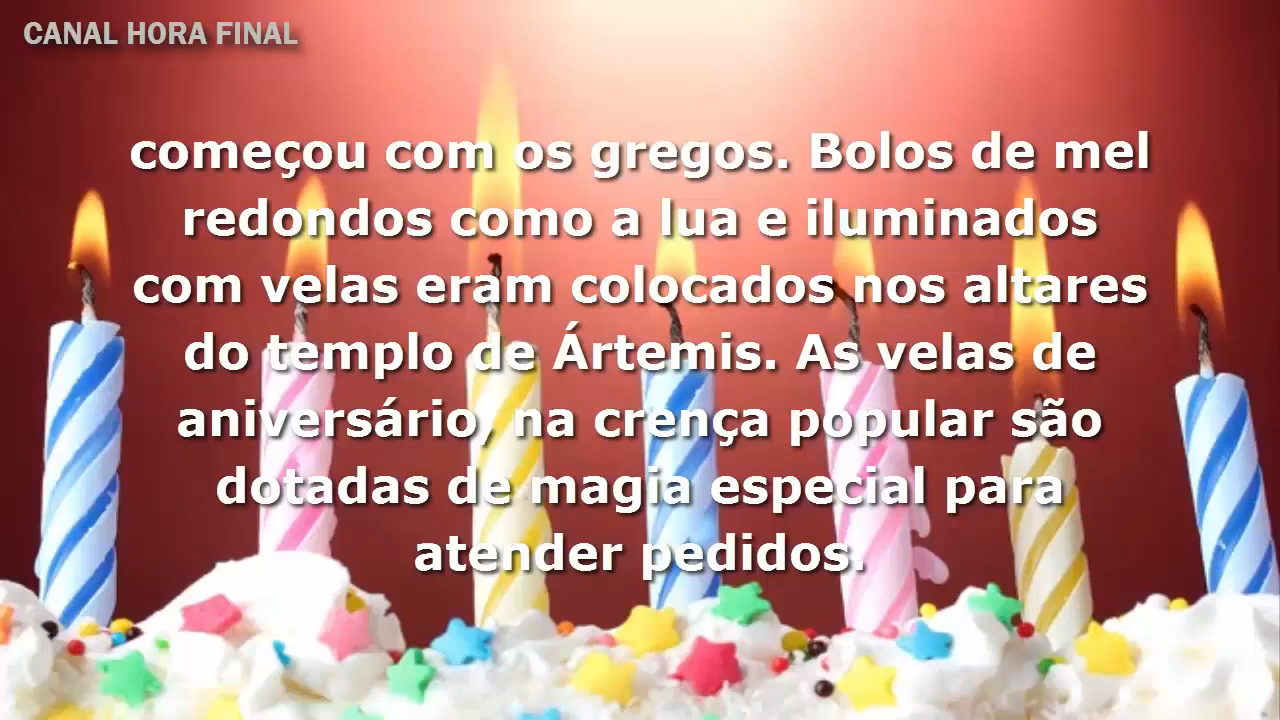 CANAL HORA FINAL
começou com os gregos. Bolos de mel
redondos como a lua e iluminados
com velas eram colocados nos altares
do templo de Ártemis. As velas de
aniversário, na crença popular são
dotadas de magia especial para
atender pedidos.